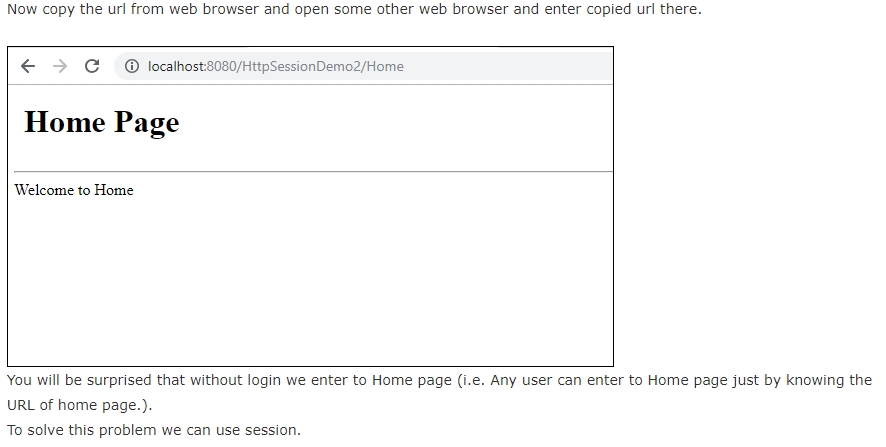 Now copy the url from web browser and open some other web browser and enter copied url there.
localhost:8080/HttpSessionDemo2/Home
Home Page
Welcome to Home
You will be surprised that without login we enter to Home page (i.e. Any user can enter to Home page just by knowing the
URL of home page.).
To solve this problem we can use session.